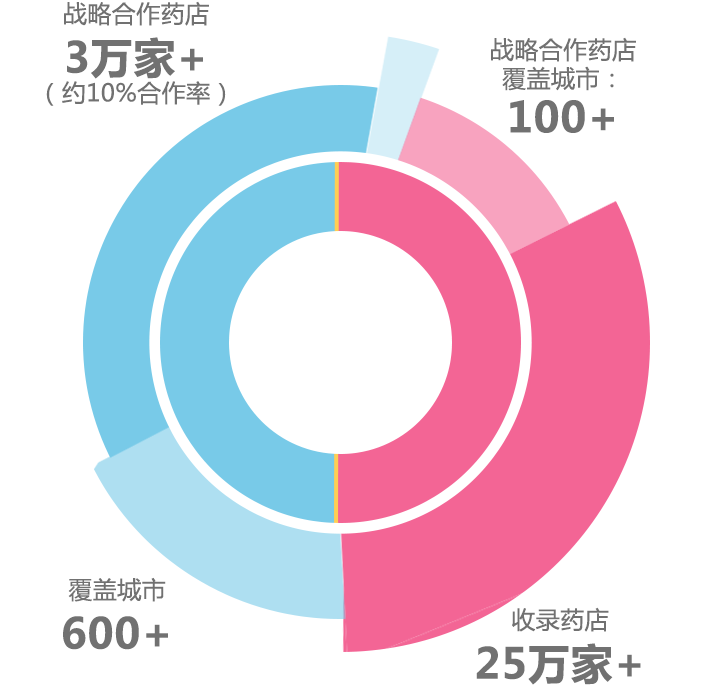 战略合作药店
3万家+
（约10%合作率）
战略合作药店
覆盖城市：
100+
覆盖城市
600+
收录药店
25万家+